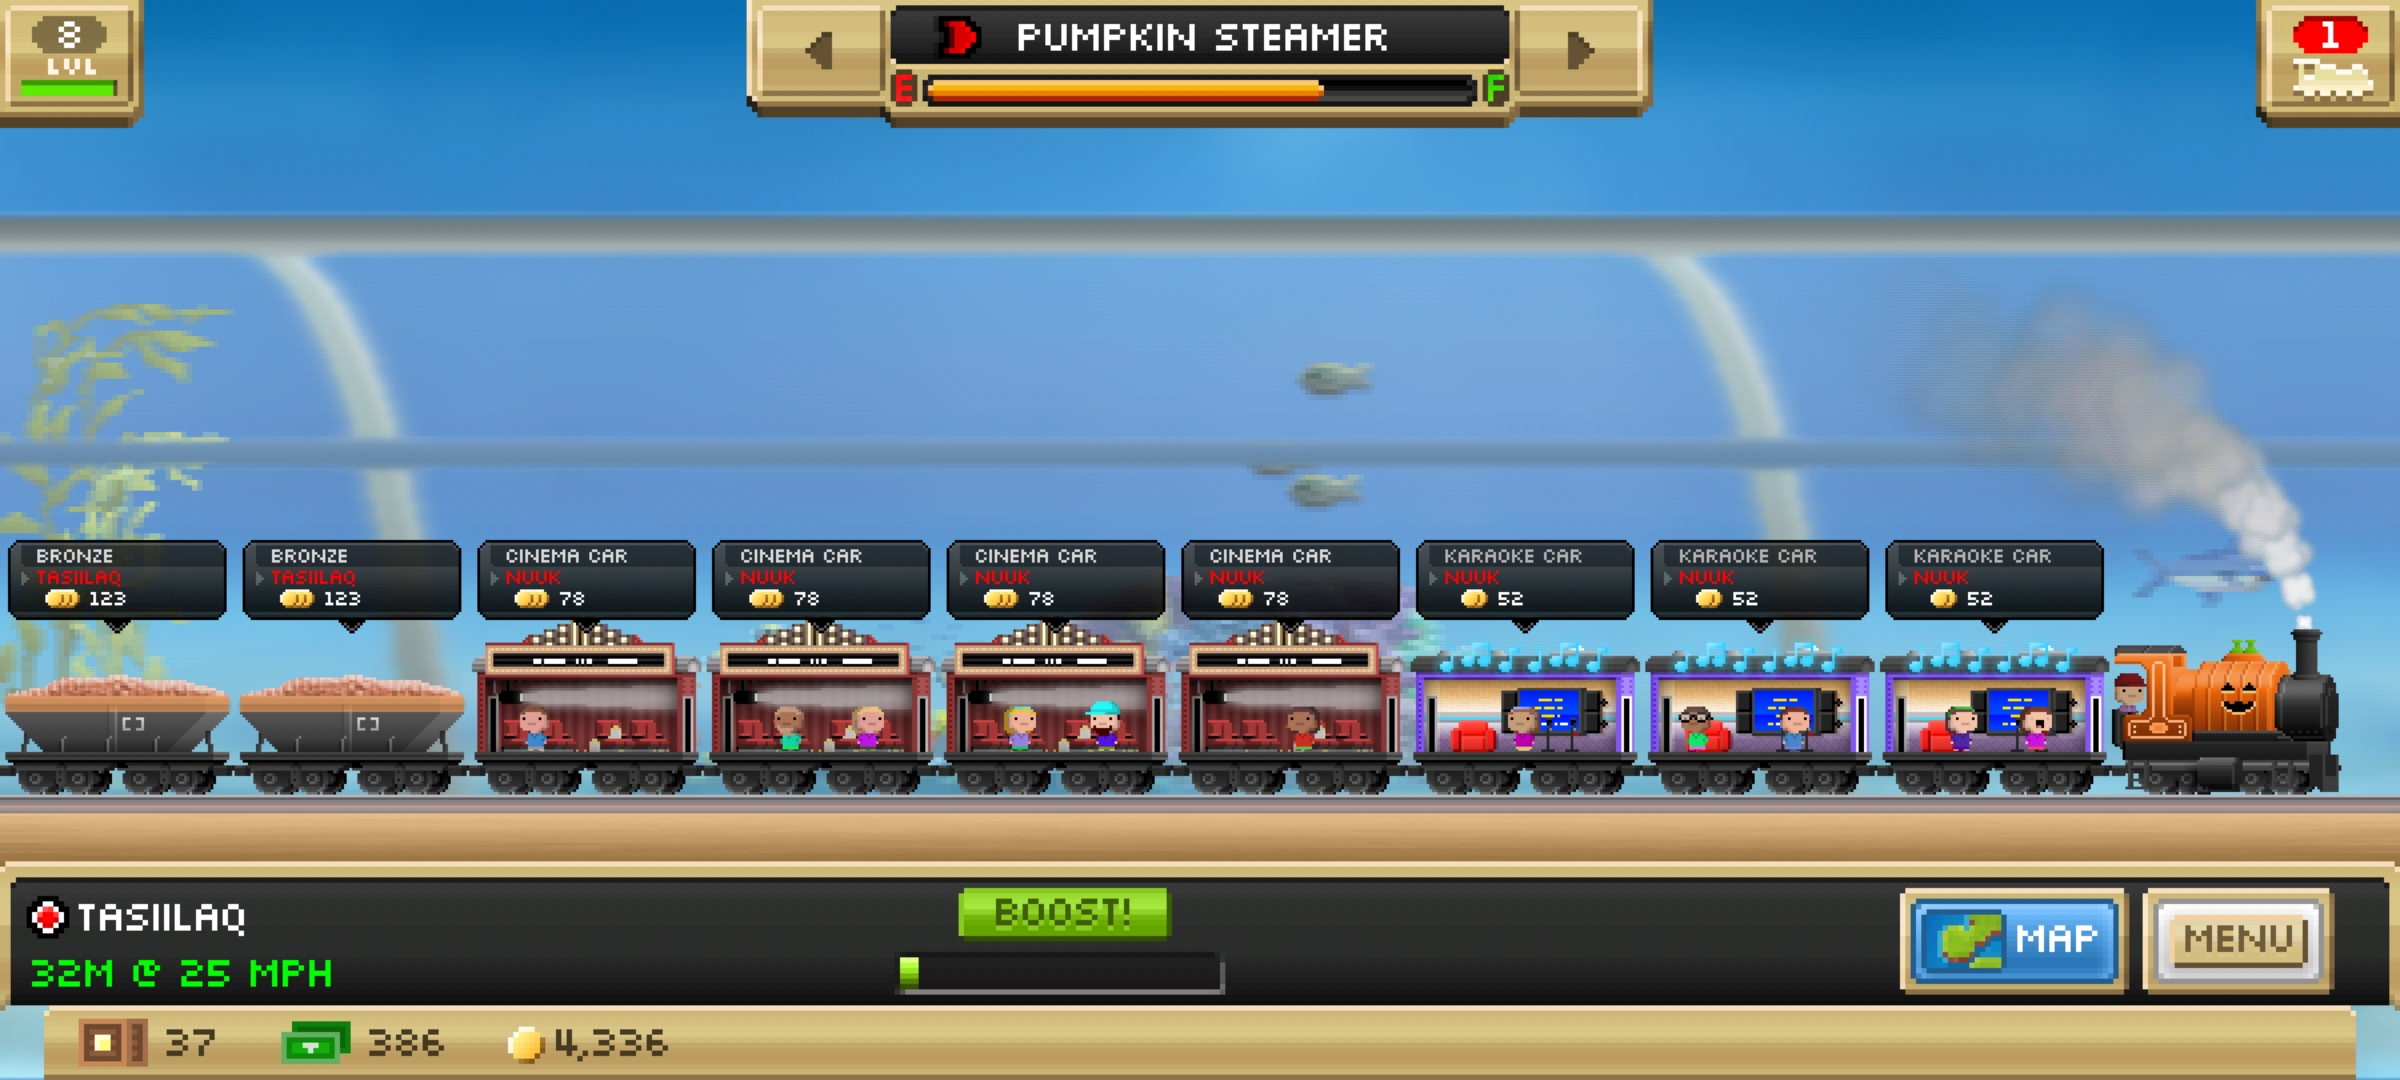 8
LVL
PUMPKIN STEAMER
E F
1
BRONZE
TASIILAQ
123
BRONZE
TASIILAQ
123
CINEMA CAR
NUUK
78
CINEMA CAR
NUUK
78
CINEMA CAR
NUUK
78
CINEMA CAR
NUUK
78
KARAOKE CAR
NUUK
52
KARAOKE CAR
NUUK
52
KARAOKE CAR
NUUK
52
TASIILAQ
32M @ 25 MPH
BOOST!
MAP
MENU
37
386
4,336